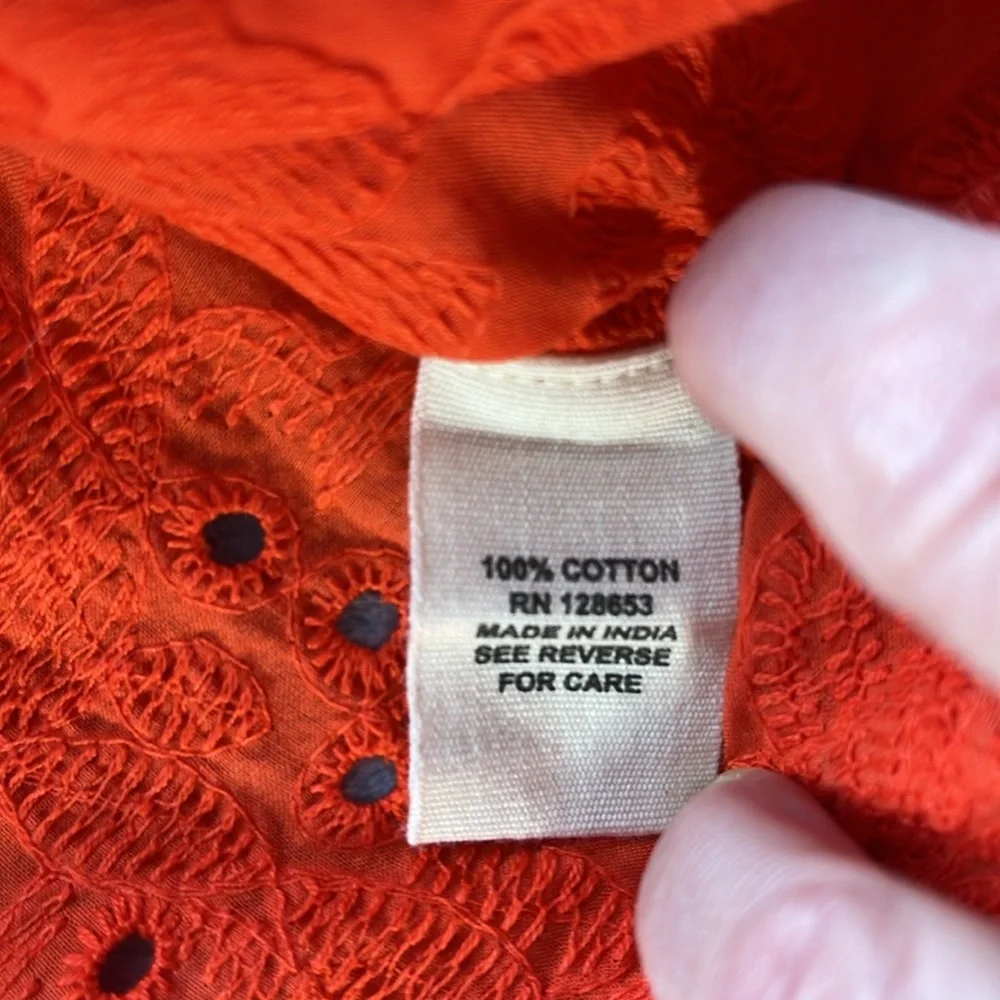 100% COTTON
RN 128653
MADE IN INDIA
SEE REVERSE
FOR CARE